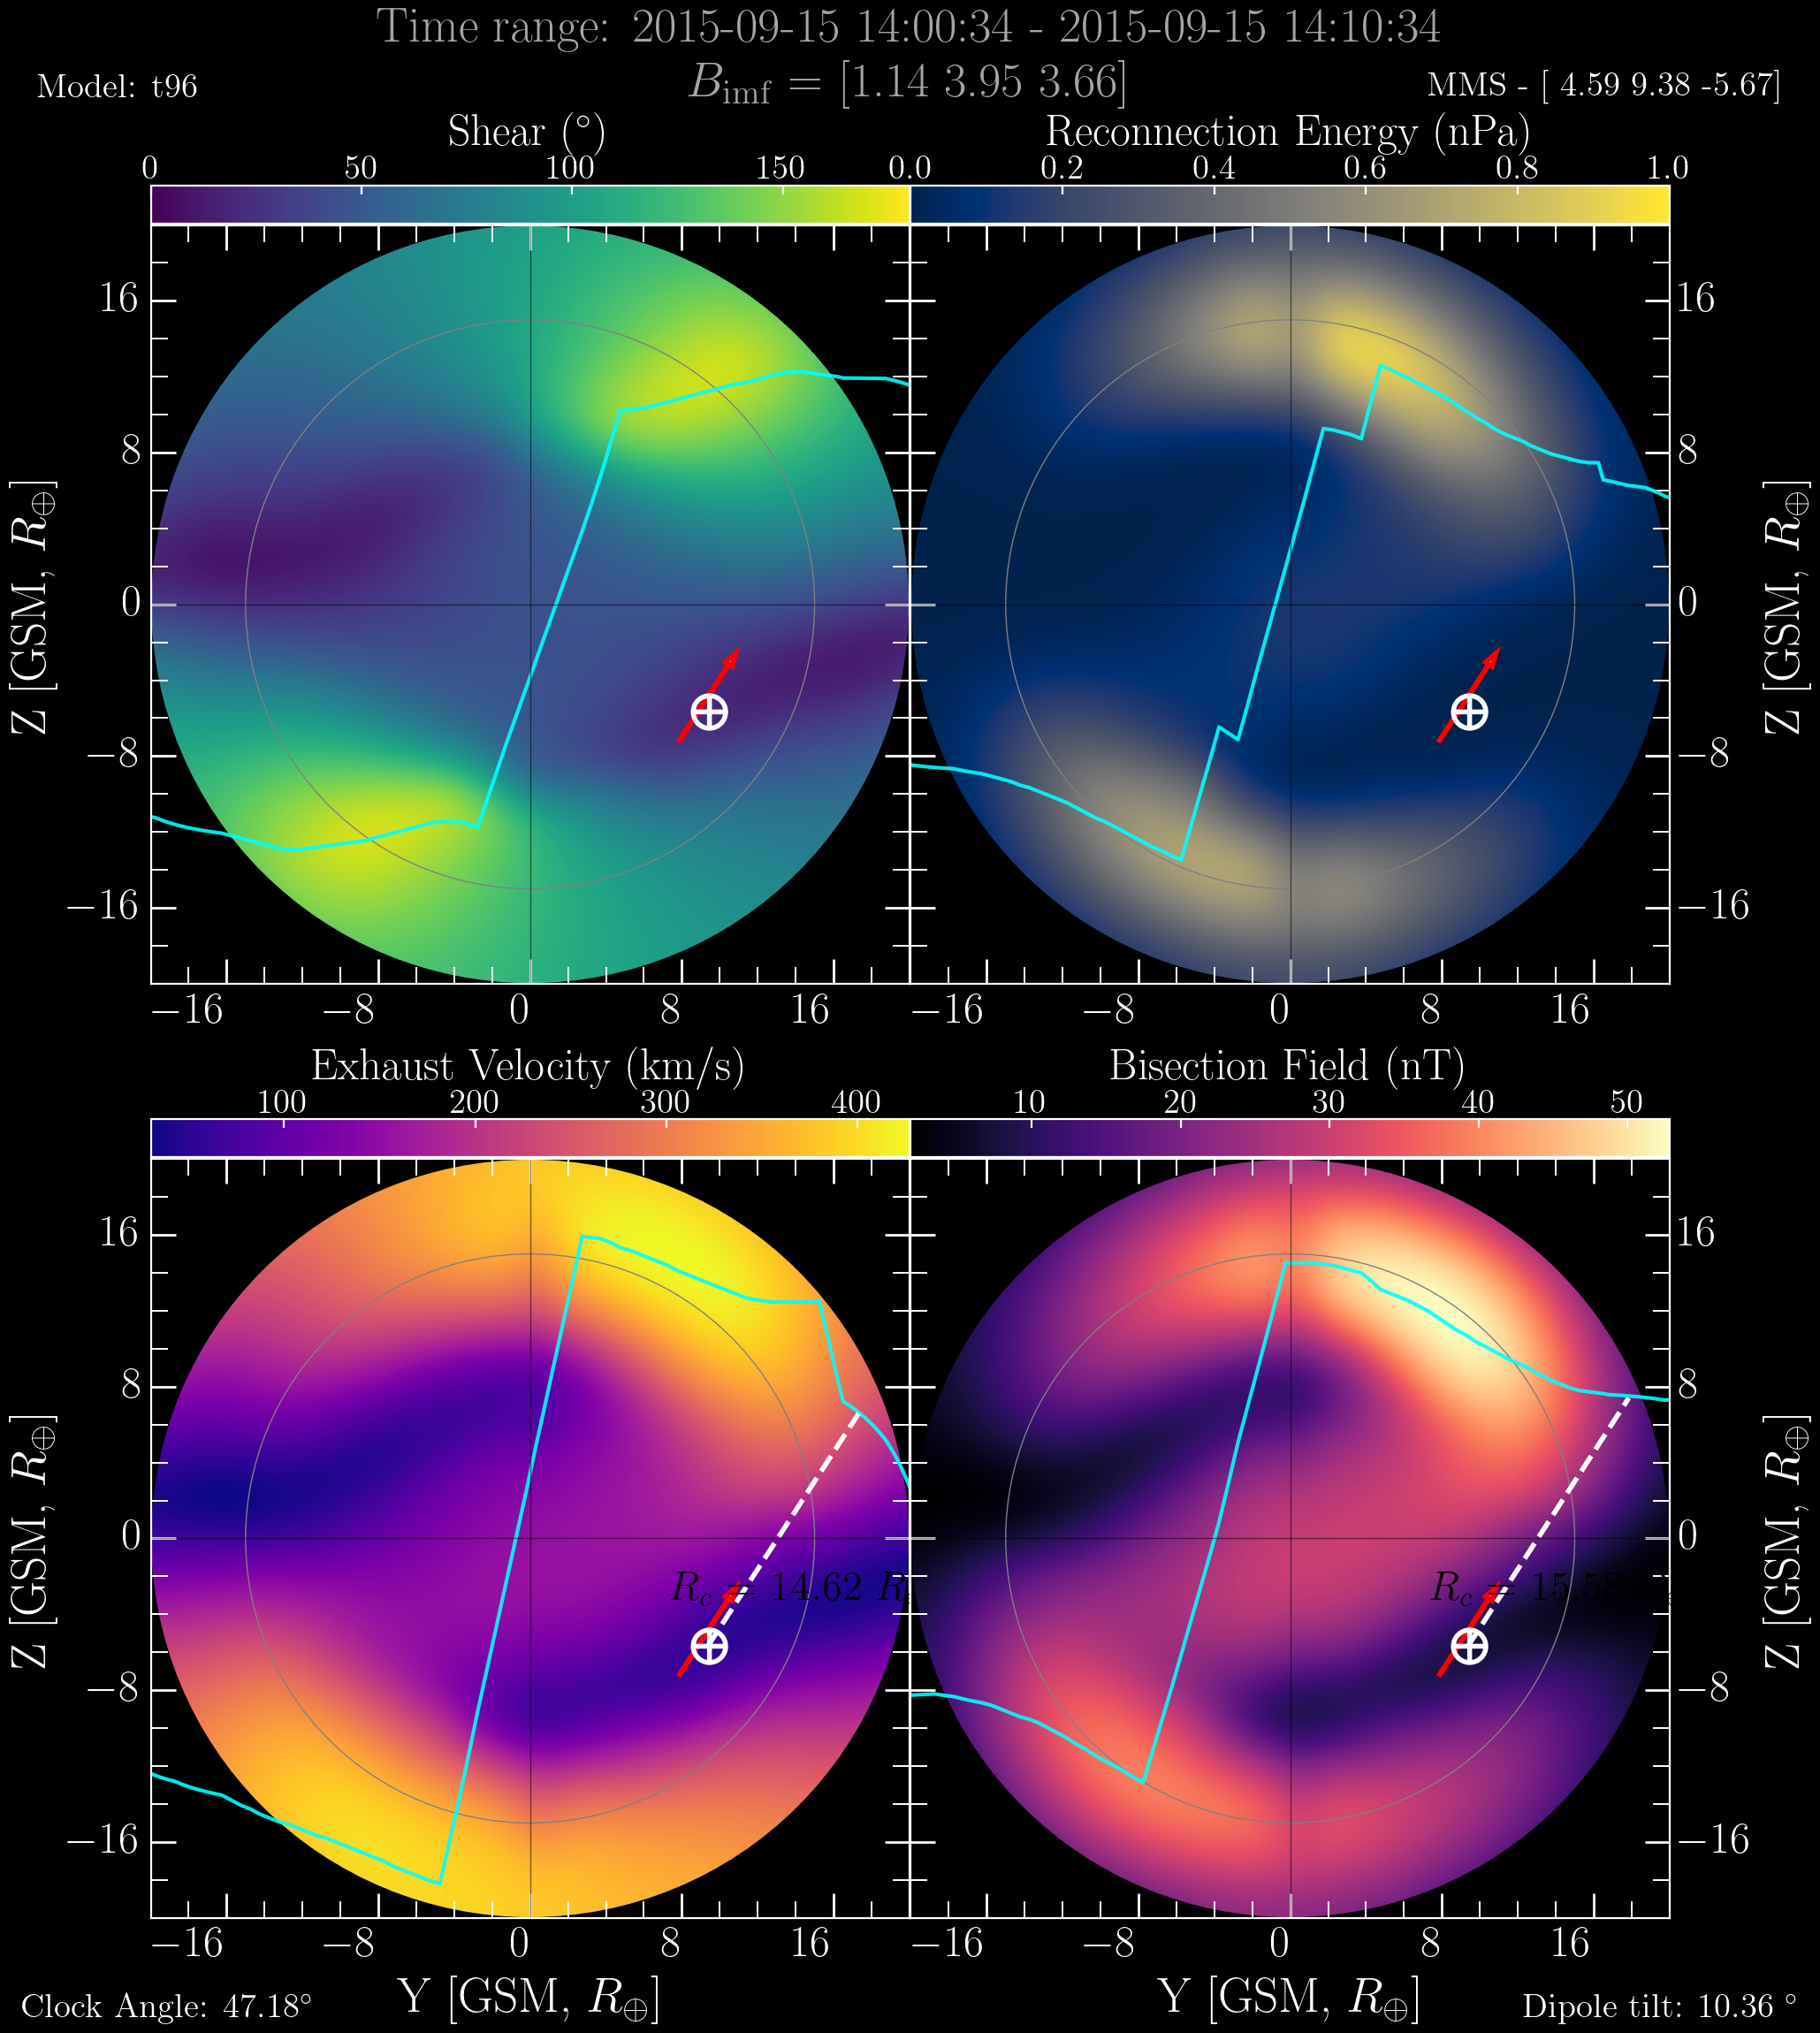 Time range: 2015-09-15 14:00:34 - 2015-09-15 14:10:34
B_imf = [1.14 3.95 3.66]
Model: t96
MMS - [ 4.59 9.38 -5.67]
Shear (°)
0 50 100 150
Reconnection Energy (nPa)
0.0 0.2 0.4 0.6 0.8 1.0
Z [GSM, R⊕]
16
8
0
−8
−16
−16 −8 0 8 16
16
8
0
−8
−16
Z [GSM, R⊕]
−16 −8 0 8 16
Exhaust Velocity (km/s)
100 200 300 400
Bisection Field (nT)
10 20 30 40 50
Z [GSM, R⊕]
16
8
0
−8
−16
R_c = 14.62 R
−16 −8 0 8 16
Y [GSM, R⊕]
R_c = 15.58
16
8
0
−8
−16
Z [GSM, R⊕]
−16 −8 0 8 16
Y [GSM, R⊕]
Clock Angle: 47.18°
Dipole tilt: 10.36 °